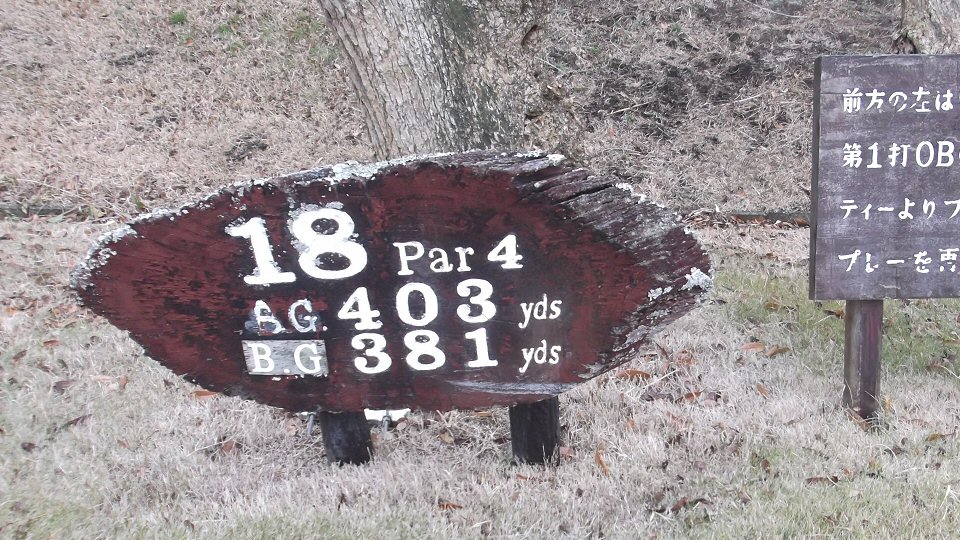 18 Par 4
A.G. 403 yds
B.G 381 yds
前方の左は
第1打OB
ティーより
プレーを再